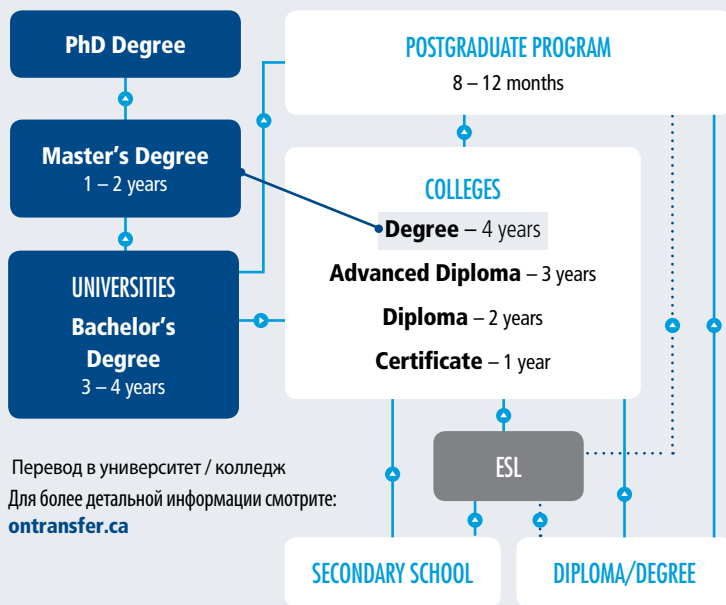 PhD Degree
POSTGRADUATE PROGRAM
8 – 12 months
Master's Degree
1 – 2 years
COLLEGES
Degree – 4 years
Advanced Diploma – 3 years
Diploma – 2 years
Certificate – 1 year
UNIVERSITIES
Bachelor's
Degree
3 – 4 years
ESL
Перевод в университет / колледж
Для более детальной информации смотрите:
ontransfer.ca
SECONDARY SCHOOL
DIPLOMA/DEGREE